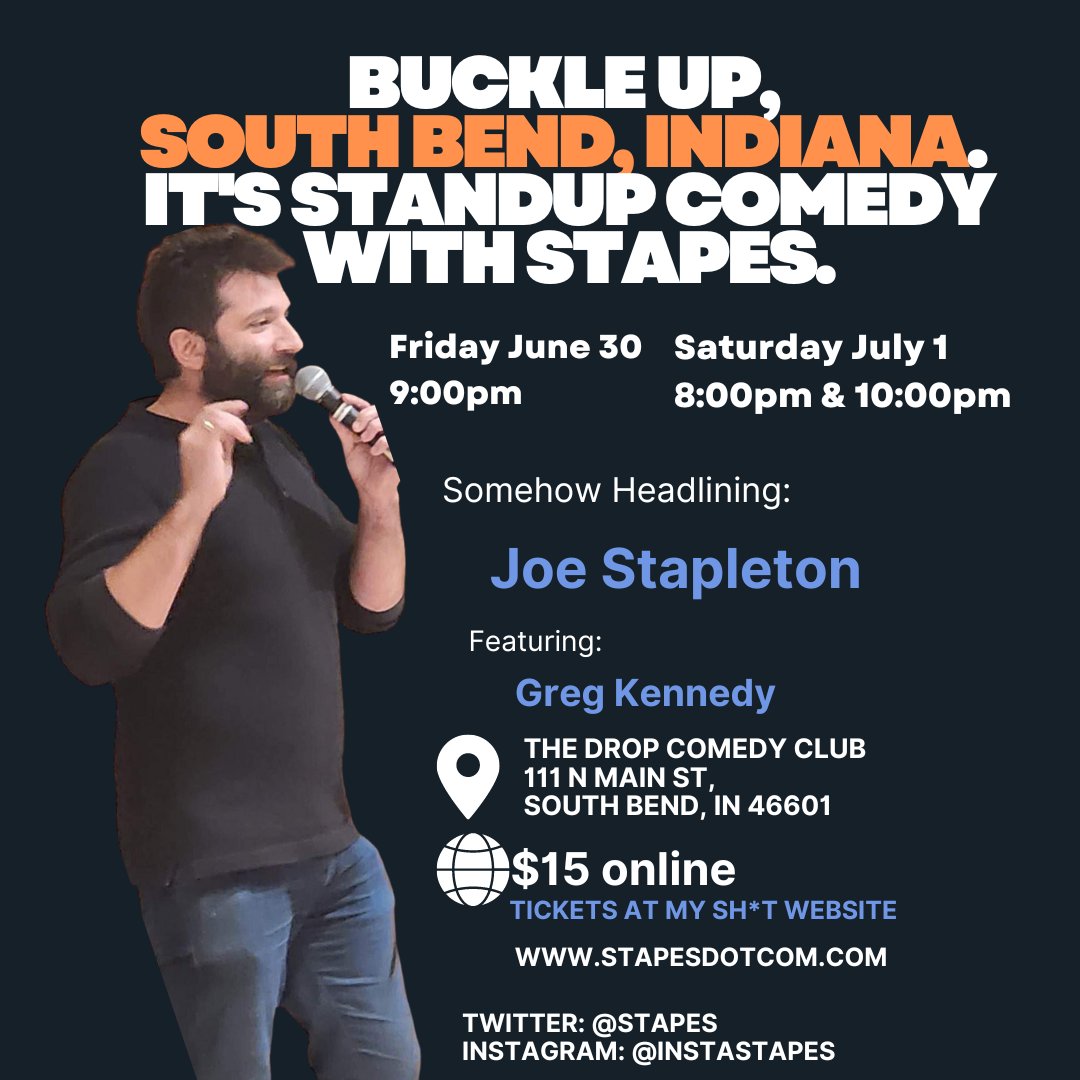 BUCKLE UP,
SOUTH BEND, INDIANA.
IT'S STANDUP COMEDY
WITH STAPES.
Friday June 30
9:00pm
Saturday July 1
8:00pm & 10:00pm
Somehow Headlining:
Joe Stapleton
Featuring:
Greg Kennedy
THE DROP COMEDY CLUB
111 N MAIN ST,
SOUTH BEND, IN 46601
$15 online
TICKETS AT MY SH*T WEBSITE
WWW.STAPESDOTCOM.COM
TWITTER: @STAPES
INSTAGRAM: @INSTASTAPES